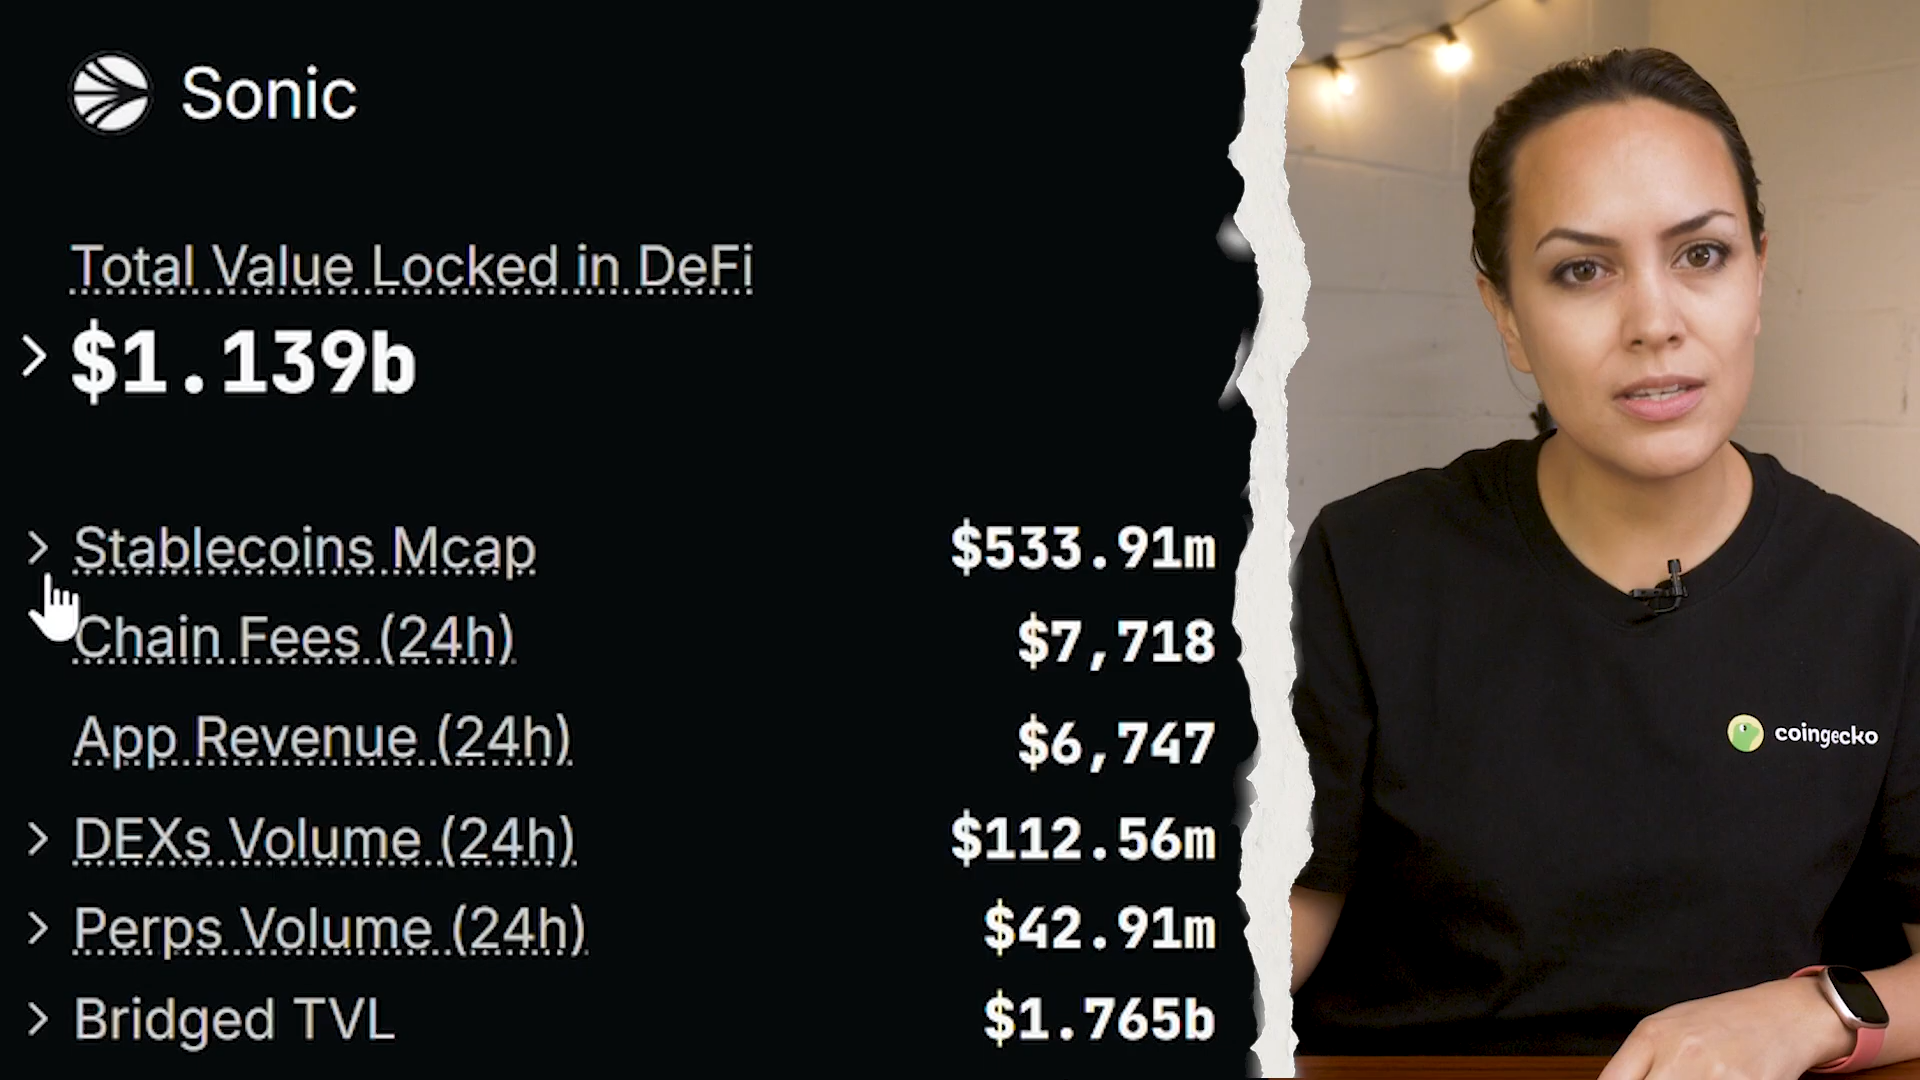 Sonic
Total Value Locked in DeFi
$1.139b
Stablecoins Mcap $533.91m
Chain Fees (24h) $7,718
App Revenue (24h) $6,747
DEXs Volume (24h) $112.56m
Perps Volume (24h) $42.91m
Bridged TVL $1.765b
coingecko